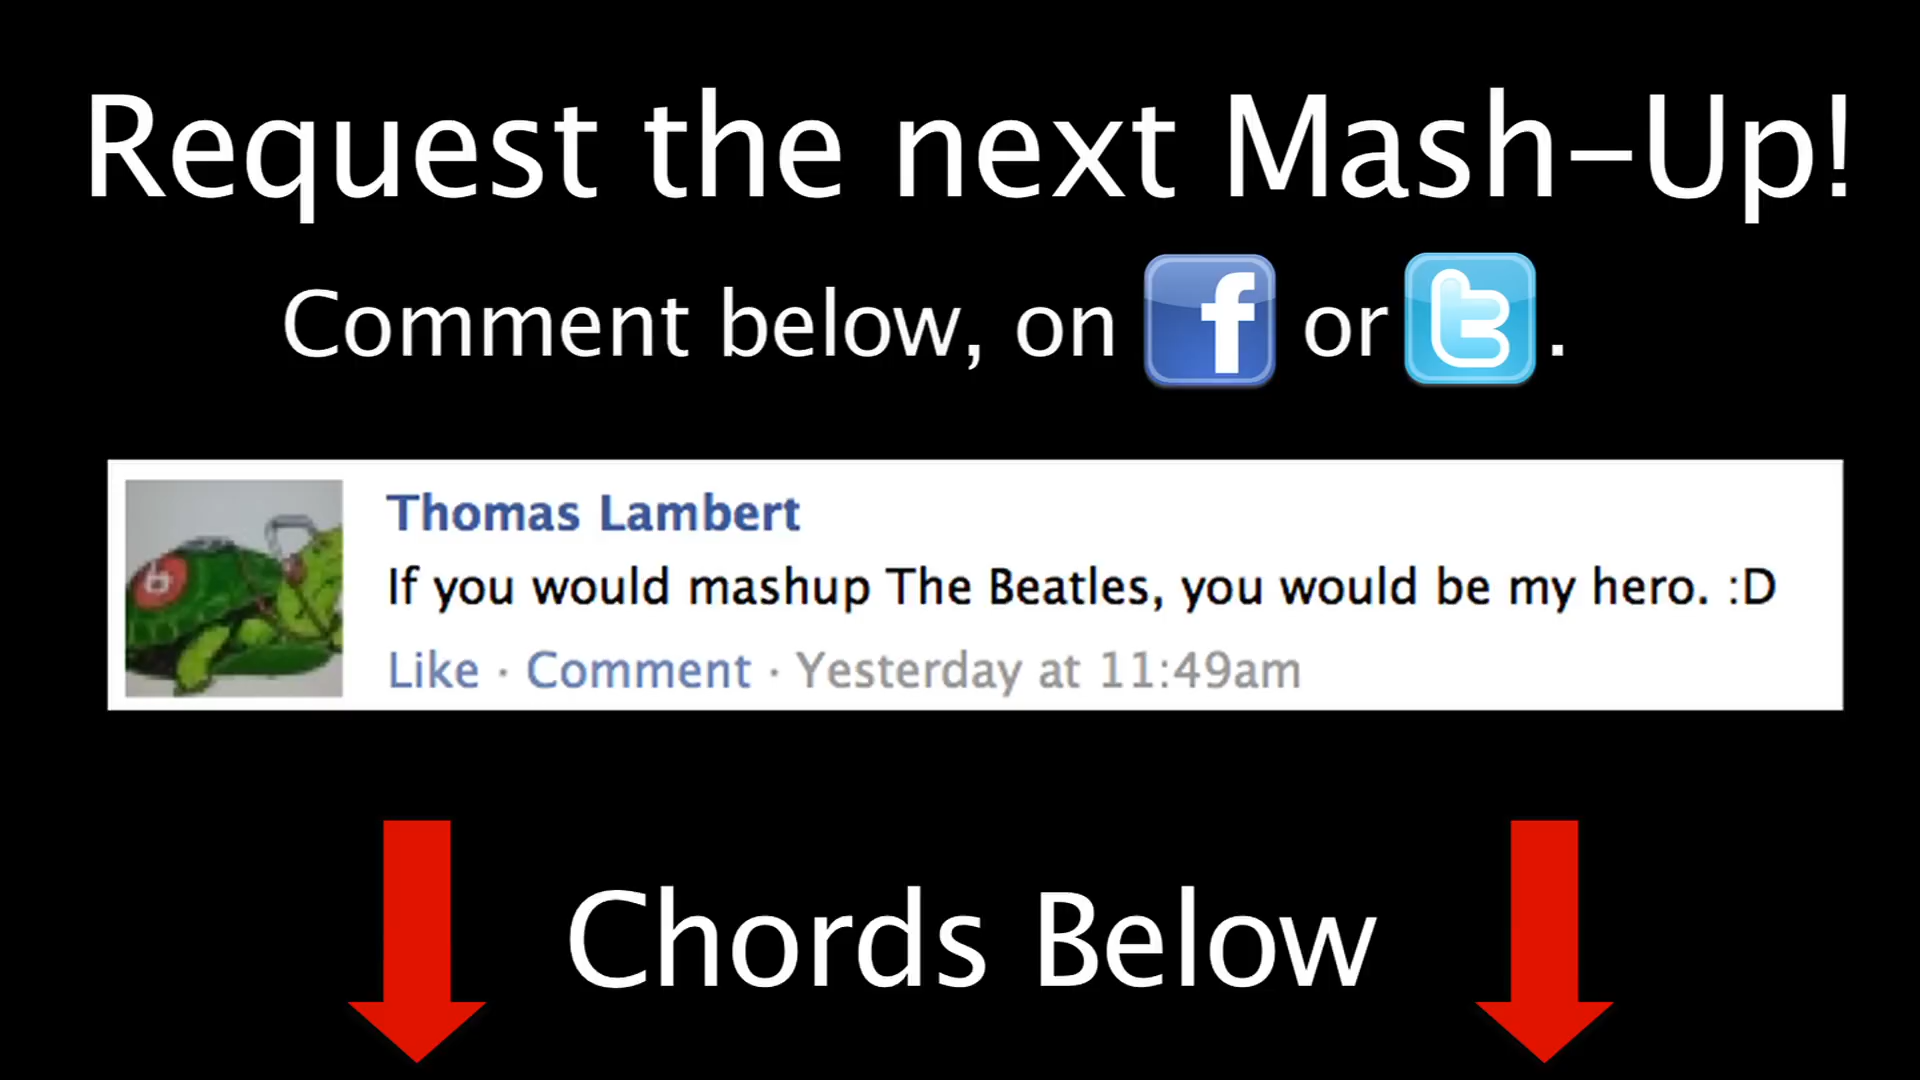 Request the next Mash-Up!
Comment below, on f or t.
Thomas Lambert
If you would mashup The Beatles, you would be my hero. :D
Like · Comment · Yesterday at 11:49am
Chords Below